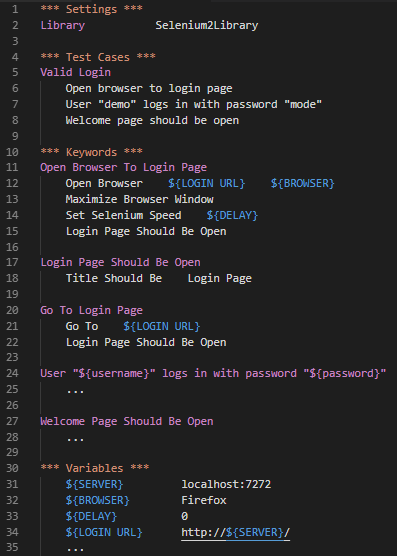 1 *** Settings ***
2 Library Selenium2Library
3
4 *** Test Cases ***
5 Valid Login
6 Open browser to login page
7 User "demo" logs in with password "mode"
8 Welcome page should be open
9
10 *** Keywords ***
11 Open Browser To Login Page
12 Open Browser ${LOGIN URL} ${BROWSER}
13 Maximize Browser Window
14 Set Selenium Speed ${DELAY}
15 Login Page Should Be Open
16
17 Login Page Should Be Open
18 Title Should Be Login Page
19
20 Go To Login Page
21 Go To ${LOGIN URL}
22 Login Page Should Be Open
23
24 User "${username}" logs in with password "${password}"
25 ...
26
27 Welcome Page Should Be Open
28 ...
29
30 *** Variables ***
31 ${SERVER} localhost:7272
32 ${BROWSER} Firefox
33 ${DELAY} 0
34 ${LOGIN URL} http://${SERVER}/
35 ...